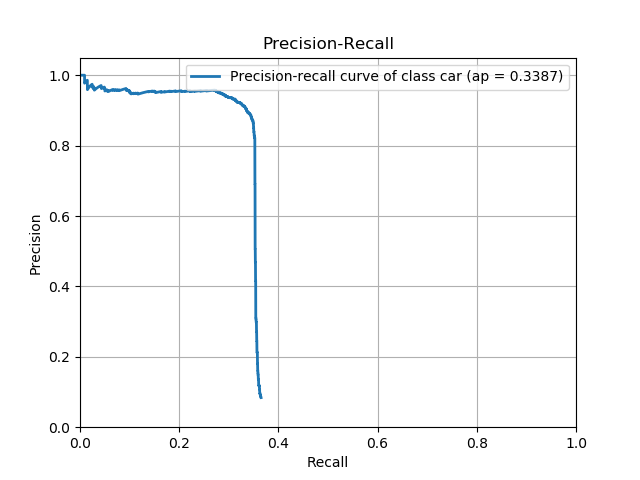 Precision-Recall
Precision-recall curve of class car (ap = 0.3387)
1.0
0.8
0.6
0.4
0.2
0.0
Precision
0.0 0.2 0.4 0.6 0.8 1.0
Recall